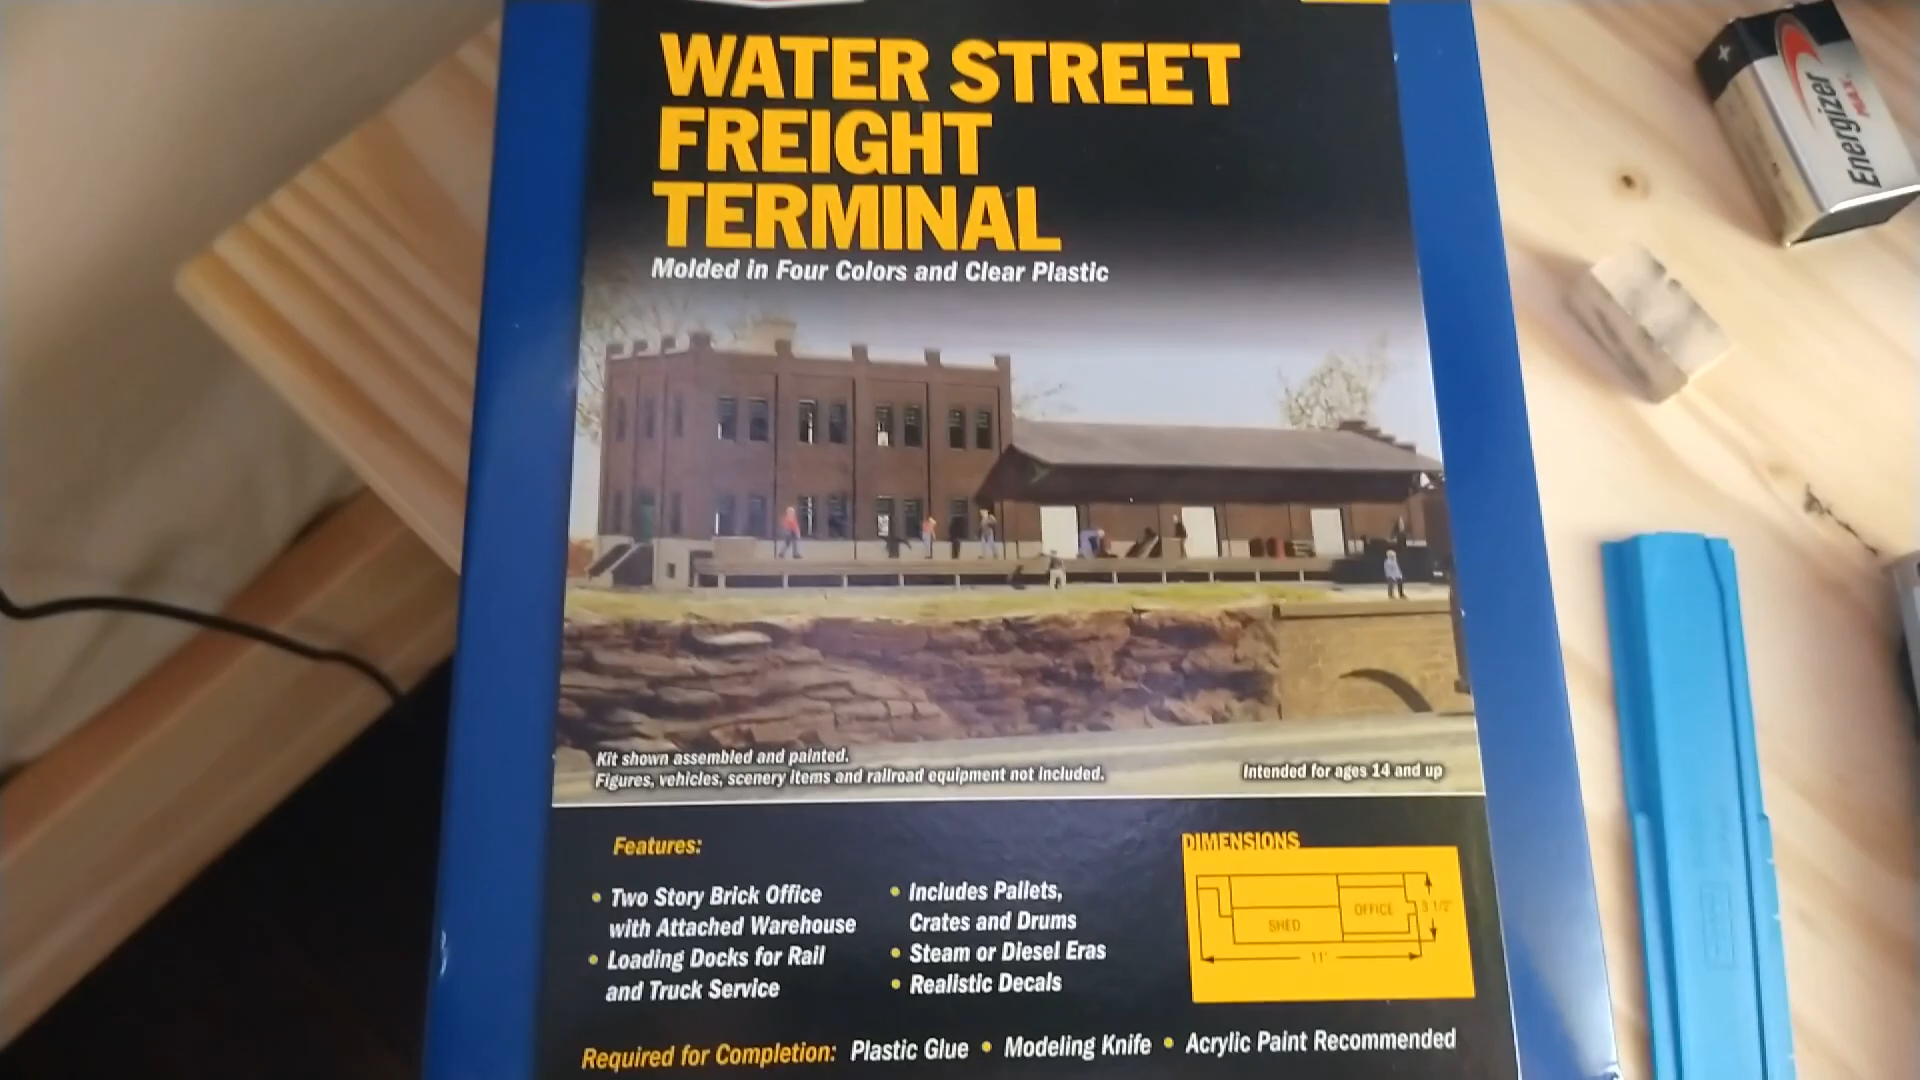 WATER STREET
FREIGHT
TERMINAL
Molded in Four Colors and Clear Plastic
Kit shown assembled and painted.
Figures, vehicles, scenery items and railroad equipment not included.
Intended for ages 14 and up
Features:
• Two Story Brick Office
with Attached Warehouse
• Loading Docks for Rail
and Truck Service
• Includes Pallets,
Crates and Drums
• Steam or Diesel Eras
• Realistic Decals
DIMENSIONS
SHED
OFFICE
3 1/2"
11"
Required for Completion: Plastic Glue • Modeling Knife • Acrylic Paint Recommended
+
Energizer
MAX